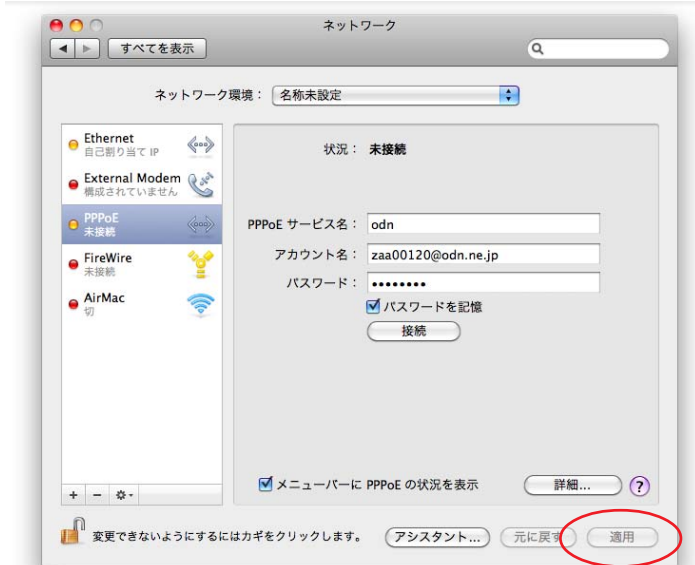 ネットワーク
すべてを表示
ネットワーク環境： 名称未設定
Ethernet
自己割り当て IP
External Modem
構成されていません
PPPoE
未接続
FireWire
未接続
AirMac
切
状況： 未接続
PPPoE サービス名： odn
アカウント名： zaa00120@odn.ne.jp
パスワード： ••••••••
パスワードを記憶
接続
メニューバーに PPPoE の状況を表示
詳細... ?
変更できないようにするにはカギをクリックします。
アシスタント... 元に戻す 適用